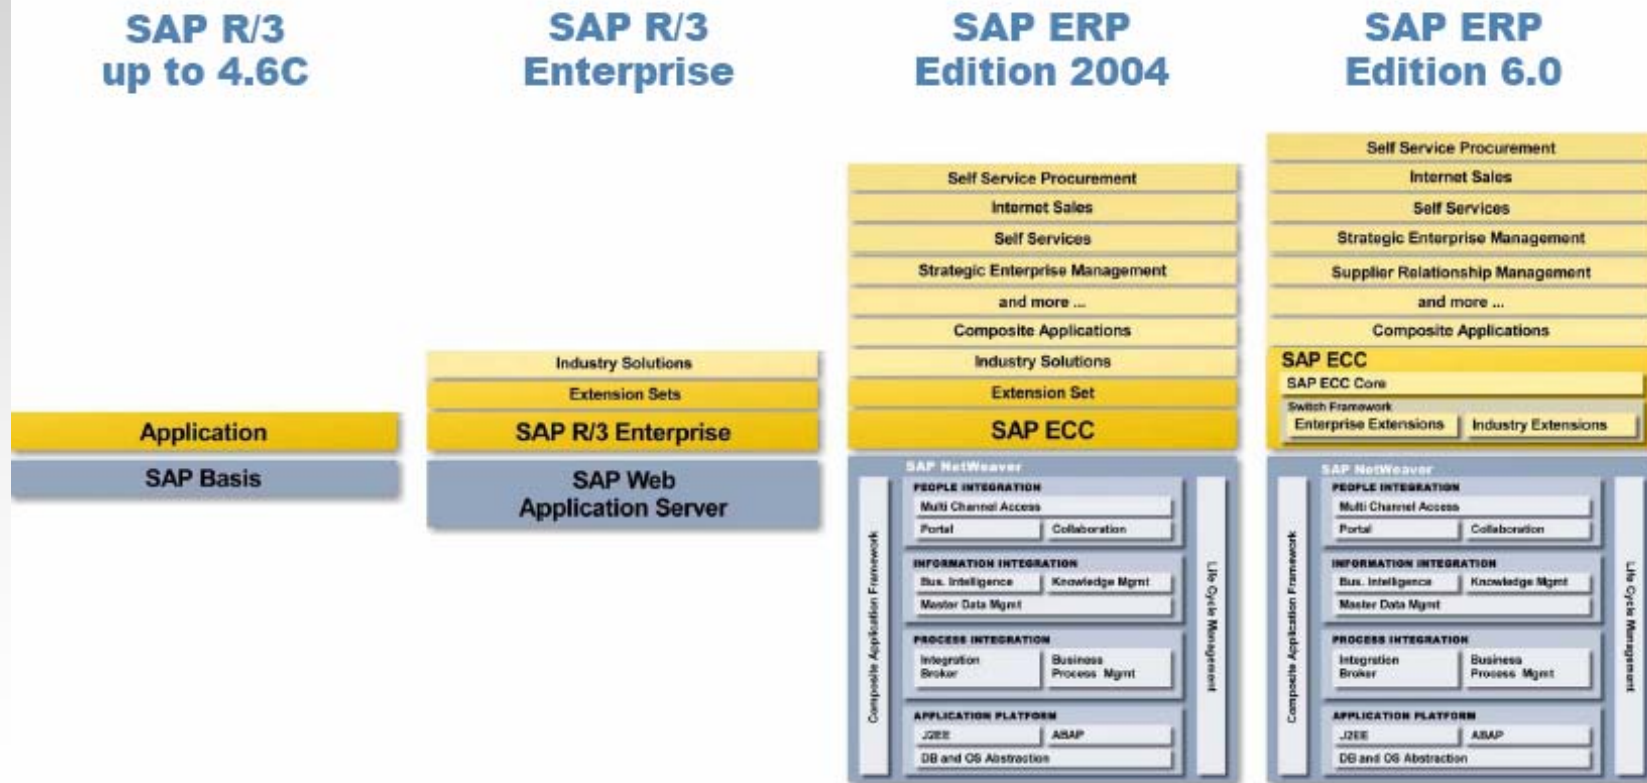 SAP R/3
up to 4.6C
Application
SAP Basis
SAP R/3
Enterprise
Industry Solutions
Extension Sets
SAP R/3 Enterprise
SAP Web
Application Server
SAP ERP
Edition 2004
Self Service Procurement
Internet Sales
Self Services
Strategic Enterprise Management
and more ...
Composite Applications
Industry Solutions
Extension Set
SAP ECC
SAP NetWeaver
Composite Application Framework
PEOPLE INTEGRATION
Multi Channel Access
Portal
Collaboration
INFORMATION INTEGRATION
Bus. Intelligence
Knowledge Mgmt
Master Data Mgmt
PROCESS INTEGRATION
Integration
Broker
Business
Process Mgmt
APPLICATION PLATFORM
J2EE
ABAP
DB and OS Abstraction
Life Cycle Management
SAP ERP
Edition 6.0
Self Service Procurement
Internet Sales
Self Services
Strategic Enterprise Management
Supplier Relationship Management
and more ...
Composite Applications
SAP ECC
SAP ECC Core
Switch Framework
Enterprise Extensions
Industry Extensions
SAP NetWeaver
Composite Application Framework
PEOPLE INTEGRATION
Multi Channel Access
Portal
Collaboration
INFORMATION INTEGRATION
Bus. Intelligence
Knowledge Mgmt
Master Data Mgmt
PROCESS INTEGRATION
Integration
Broker
Business
Process Mgmt
APPLICATION PLATFORM
J2EE
ABAP
DB and OS Abstraction
Life Cycle Management